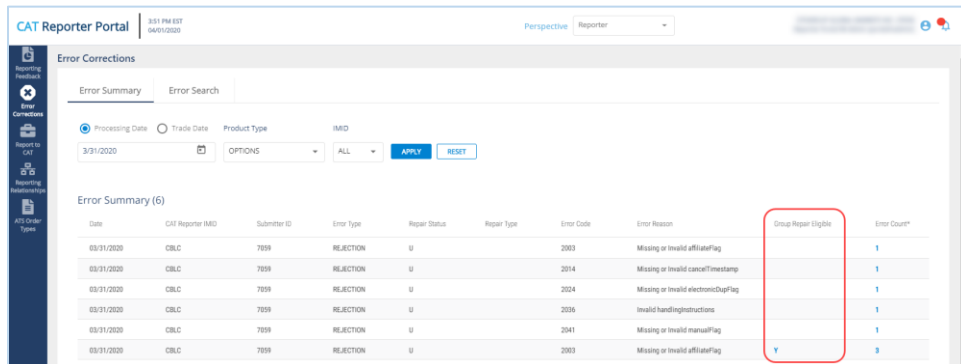 CAT Reporter Portal 3:51 PM EST
04/01/2020
Perspective Reporter
Reporting
Feedback
Error
Corrections
Report to
CAT
Reporting
Relationships
ATS Order
Types
Error Corrections
Error Summary Error Search
Processing Date Trade Date Product Type IMID
3/31/2020 OPTIONS ALL APPLY RESET
Error Summary (6)
Date CAT Reporter IMID Submitter ID Error Type Repair Status Repair Type Error Code Error Reason Group Repair Eligible Error Count*
03/31/2020 CBLC 7059 REJECTION U 2003 Missing or Invalid affiliateFlag 1
03/31/2020 CBLC 7059 REJECTION U 2014 Missing or Invalid cancelTimestamp 1
03/31/2020 CBLC 7059 REJECTION U 2024 Missing or Invalid electronicDupFlag 1
03/31/2020 CBLC 7059 REJECTION U 2036 Invalid handlingInstructions 1
03/31/2020 CBLC 7059 REJECTION U 2041 Missing or Invalid manualFlag 1
03/31/2020 CBLC 7059 REJECTION U 2003 Missing or Invalid affiliateFlag Y 3